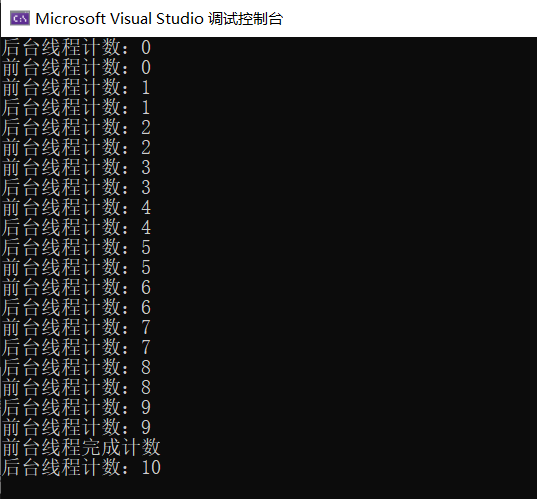 Microsoft Visual Studio 调试控制台
后台线程计数：0
前台线程计数：0
前台线程计数：1
后台线程计数：1
后台线程计数：2
前台线程计数：2
前台线程计数：3
后台线程计数：3
前台线程计数：4
后台线程计数：4
后台线程计数：5
前台线程计数：5
前台线程计数：6
后台线程计数：6
前台线程计数：7
后台线程计数：7
后台线程计数：8
前台线程计数：8
后台线程计数：9
前台线程计数：9
前台线程完成计数
后台线程计数：10